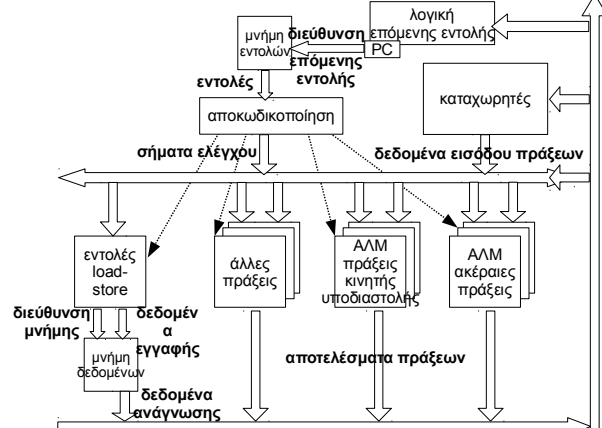 μνήμη
εντολών
διεύθυνση
επόμενης
εντολής
PC
λογική
επόμενης εντολής
εντολές
αποκωδικοποίηση
καταχωρητές
σήματα ελέγχου
δεδομένα εισόδου πράξεων
εντολές
load-
store
άλλες
πράξεις
ΑΛΜ
πράξεις
κινητής
υποδιαστολής
ΑΛΜ
ακέραιες
πράξεις
διεύθυνση
μνήμης
δεδομέν
α
εγγαφής
μνήμη
δεδομένων
αποτελέσματα πράξεων
δεδομένα
ανάγνωσης